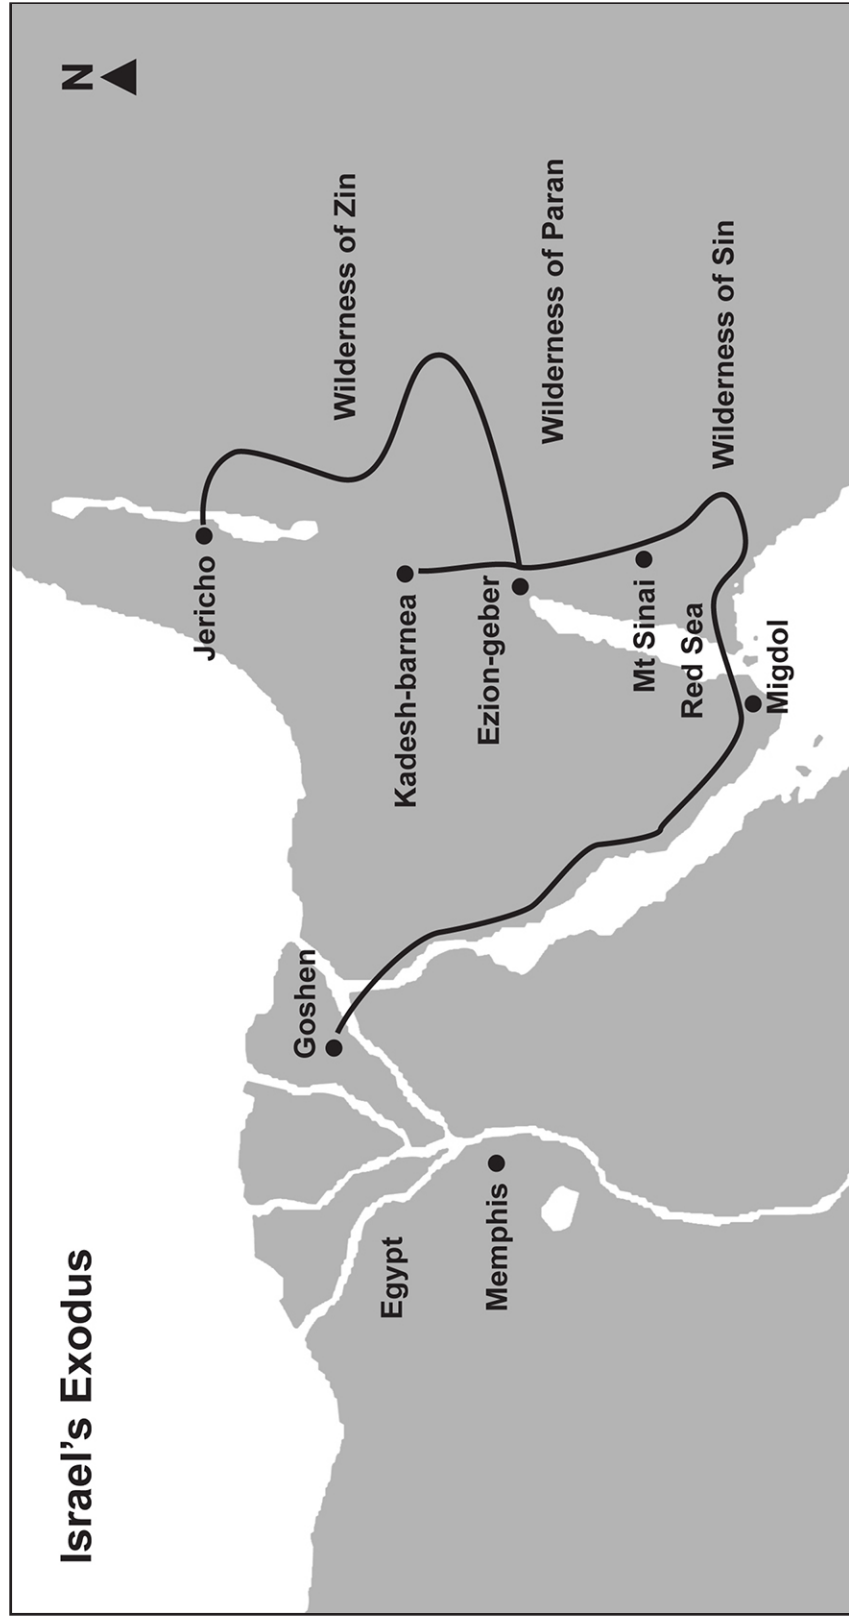 Israel's Exodus
N
Jericho
Wilderness of Zin
Goshen
Kadesh-barnea
Egypt
Ezion-geber
Wilderness of Paran
Memphis
Mt Sinai
Red Sea
Wilderness of Sin
Migdol